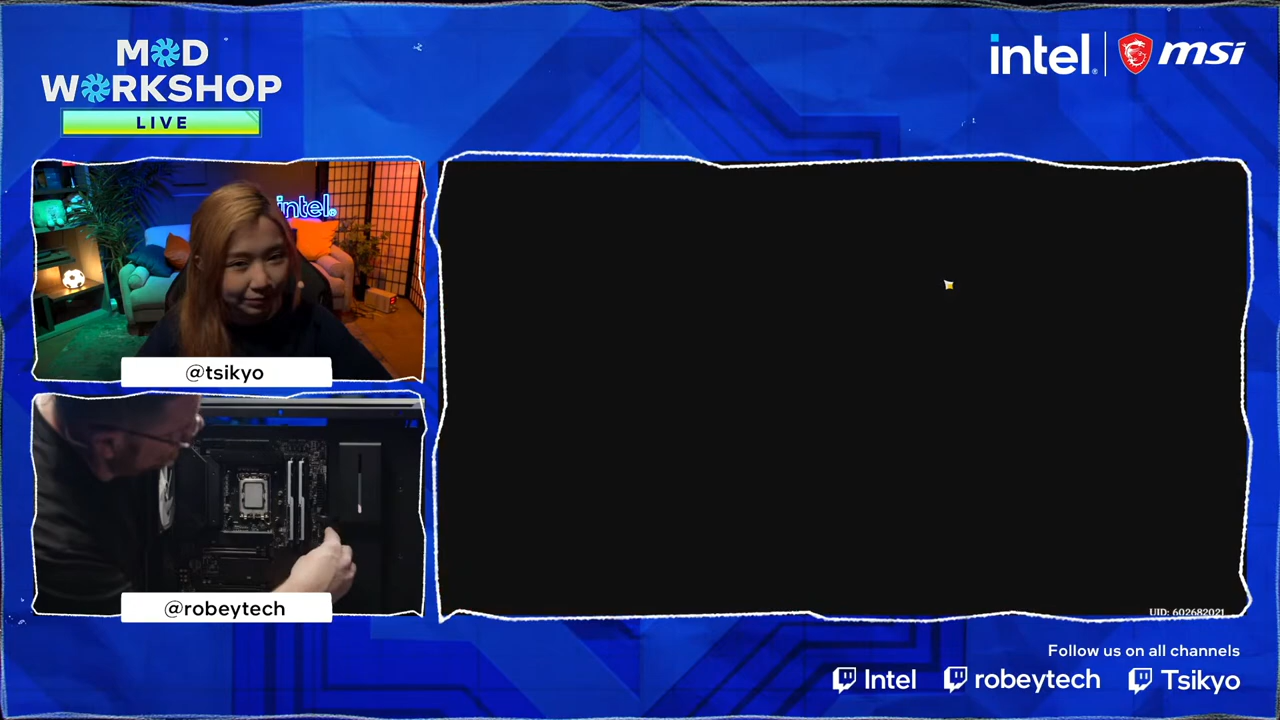 MOD
WORKSHOP
LIVE
intel. msi
intel.
@tsikyo
@robeytech
UID: 602682021
Follow us on all channels
Intel robeytech Tsikyo